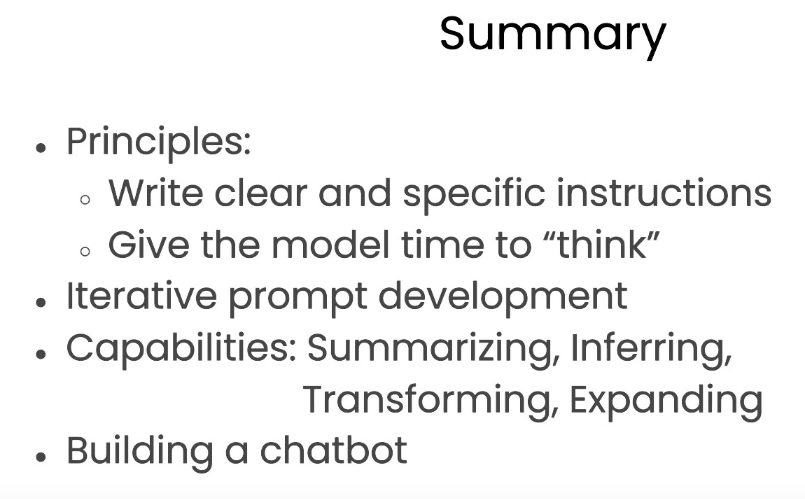 Summary
• Principles:
◦ Write clear and specific instructions
◦ Give the model time to “think”
• Iterative prompt development
• Capabilities: Summarizing, Inferring,
Transforming, Expanding
• Building a chatbot